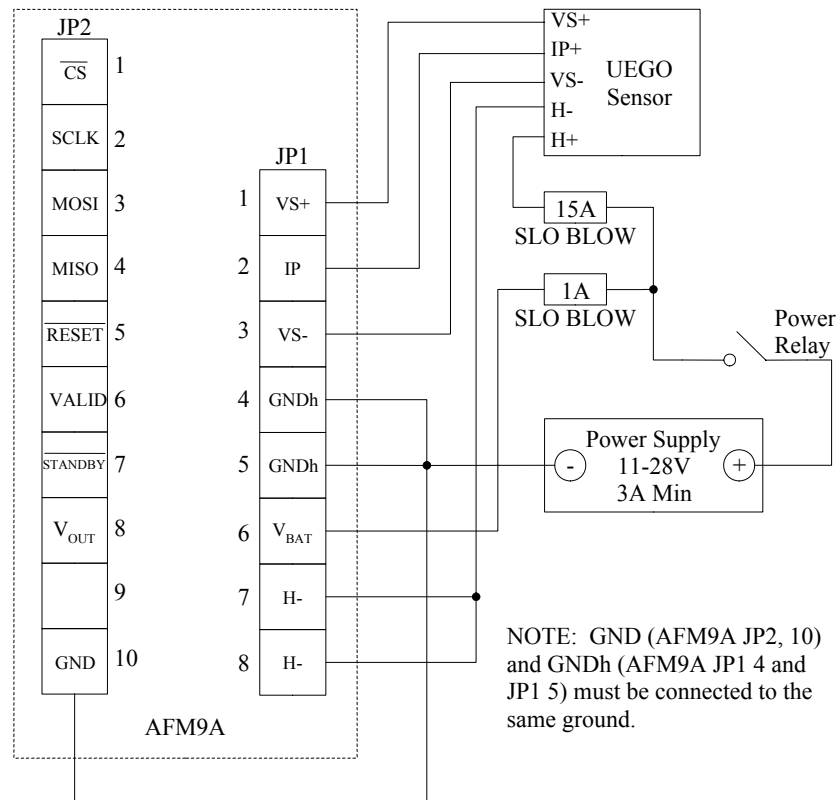 JP2
CS 1
SCLK 2
MOSI 3
MISO 4
RESET 5
VALID 6
STANDBY 7
VOUT 8
9
GND 10
JP1
1 VS+
2 IP
3 VS-
4 GNDh
5 GNDh
6 VBAT
7 H-
8 H-
AFM9A
VS+
IP+
VS-
H-
H+
UEGO
Sensor
15A
SLO BLOW
1A
SLO BLOW
Power
Relay
Power Supply
- 11-28V +
3A Min
NOTE: GND (AFM9A JP2, 10)
and GNDh (AFM9A JP1 4 and
JP1 5) must be connected to the
same ground.